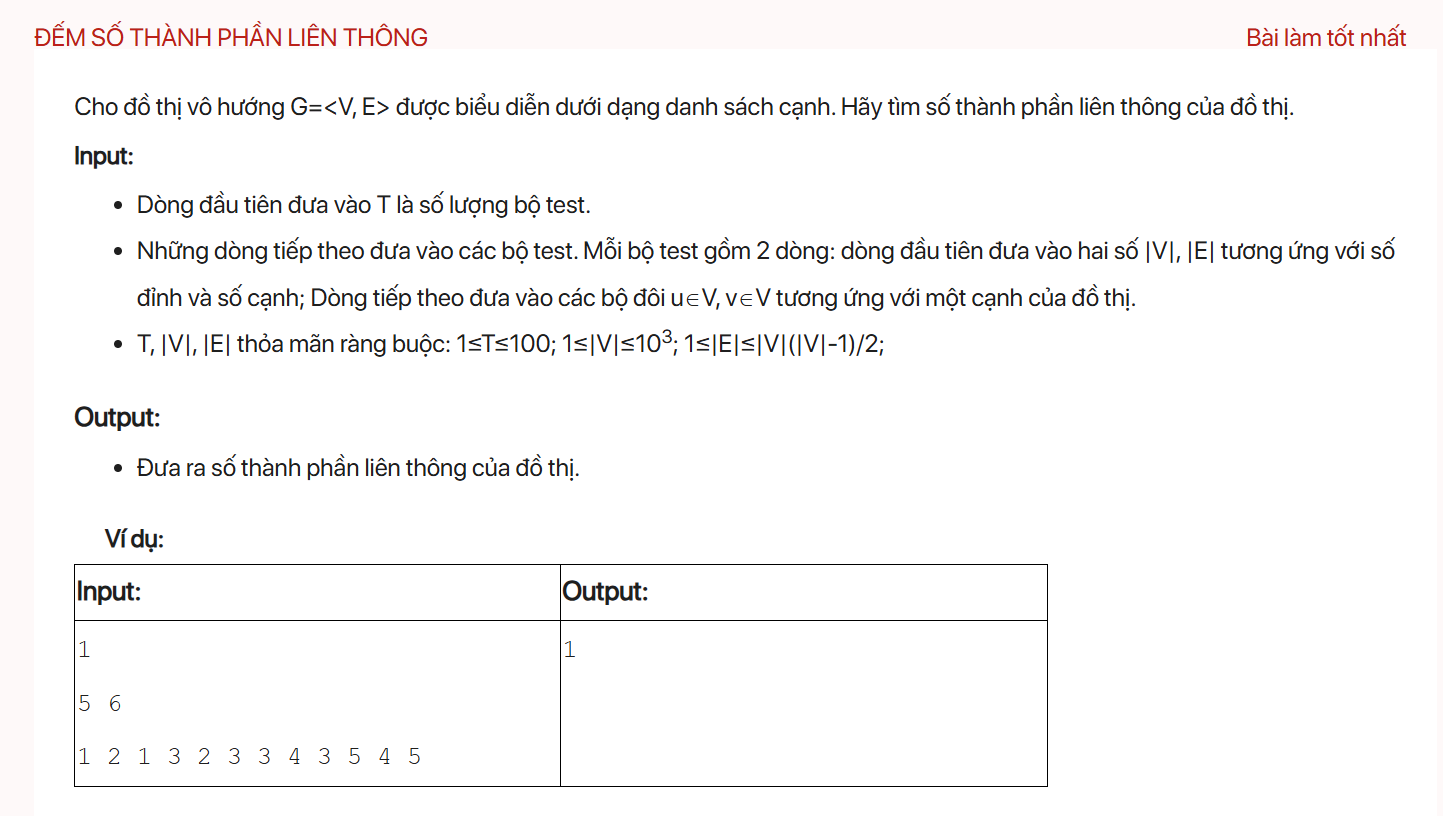 ĐẾM SỐ THÀNH PHẦN LIÊN THÔNG
Bài làm tốt nhất
Cho đồ thị vô hướng G=<V, E> được biểu diễn dưới dạng danh sách cạnh. Hãy tìm số thành phần liên thông của đồ thị.
Input:
• Dòng đầu tiên đưa vào T là số lượng bộ test.
• Những dòng tiếp theo đưa vào các bộ test. Mỗi bộ test gồm 2 dòng: dòng đầu tiên đưa vào hai số |V|, |E| tương ứng với số
đỉnh và số cạnh; Dòng tiếp theo đưa vào các bộ đôi u∈V, v∈V tương ứng với một cạnh của đồ thị.
• T, |V|, |E| thỏa mãn ràng buộc: 1≤T≤100; 1≤|V|≤10³; 1≤|E|≤|V|(|V|-1)/2;
Output:
• Đưa ra số thành phần liên thông của đồ thị.
Ví dụ:
Input: Output:
1 1
5 6
1 2 1 3 2 3 3 4 3 5 4 5